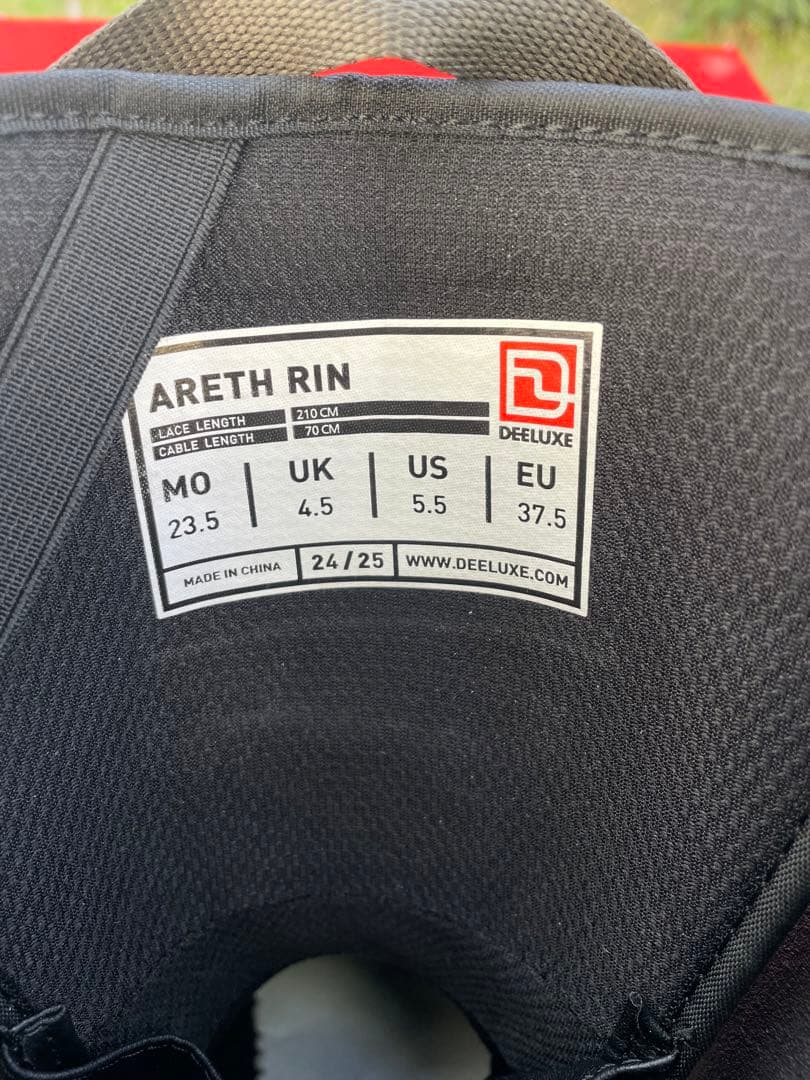 ARETH RIN
LACE LENGTH 210 CM
CABLE LENGTH 70 CM
DEELUXE
MO UK US EU
23.5 4.5 5.5 37.5
MADE IN CHINA 24/25 WWW.DEELUXE.COM